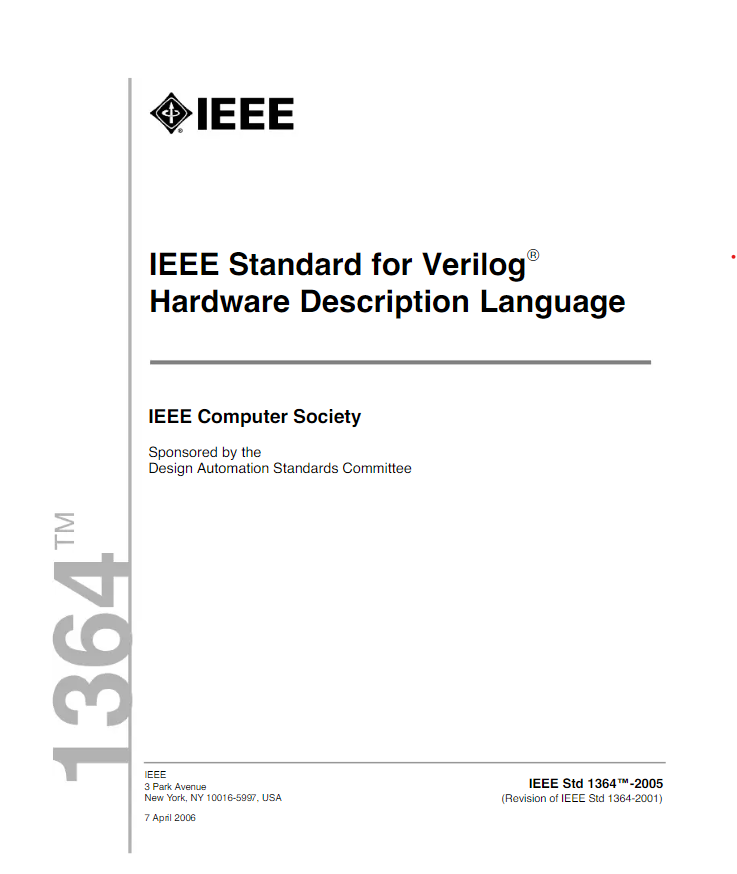 IEEE
IEEE Standard for Verilog®
Hardware Description Language
IEEE Computer Society
Sponsored by the
Design Automation Standards Committee
1364™
IEEE
3 Park Avenue
New York, NY 10016-5997, USA
7 April 2006
IEEE Std 1364™-2005
(Revision of IEEE Std 1364-2001)